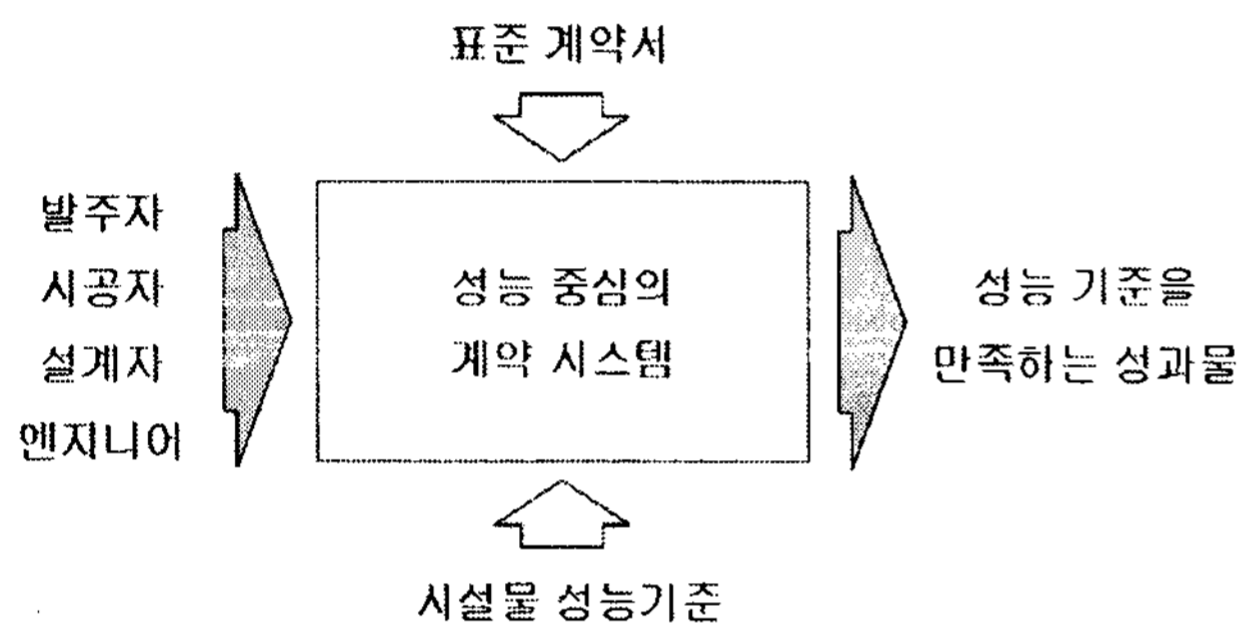 표준 계약서
발주자
시공자
설계자
엔지니어
성능 중심의
계약 시스템
성능 기준을
만족하는 성과물
시설물 성능기준